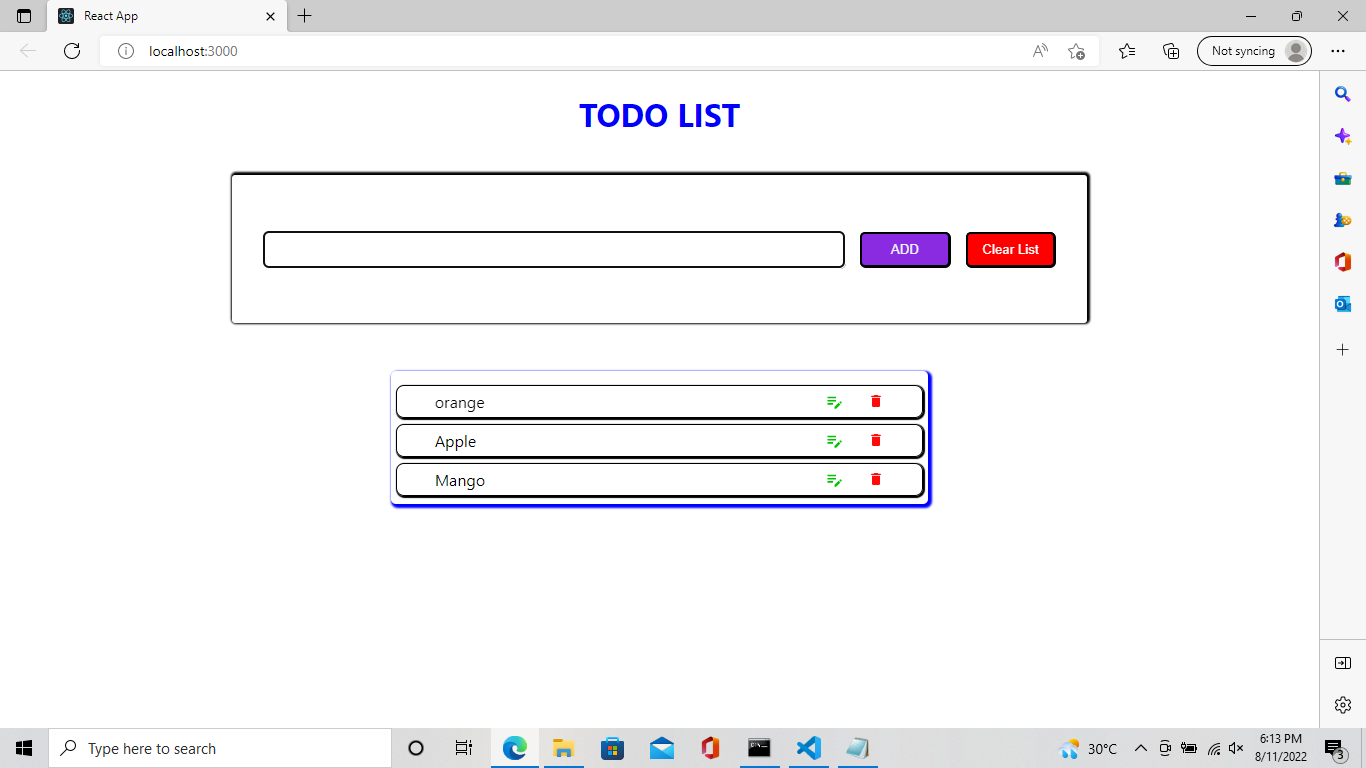 React App
localhost:3000
Not syncing
TODO LIST
ADD
Clear List
orange
Apple
Mango
Type here to search
30°C
6:13 PM
8/11/2022
3